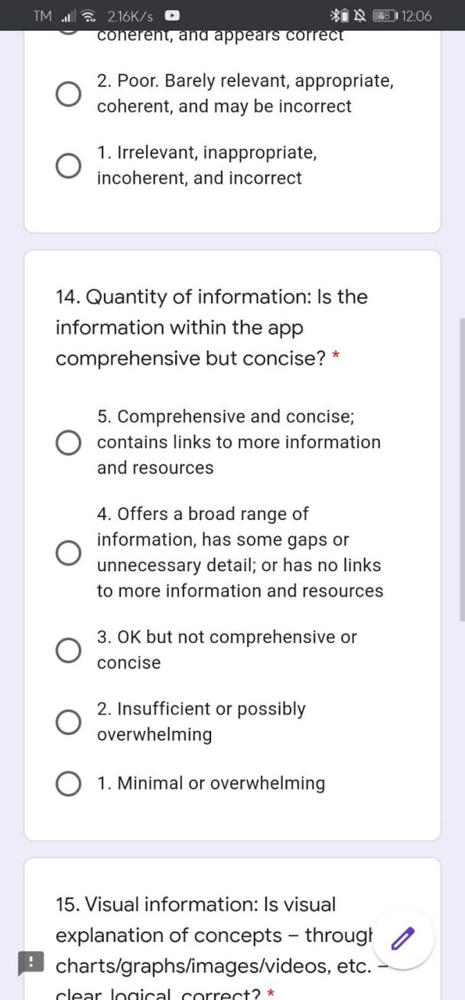 TM 2.16K/s 48 12:06
coherent, and appears correct
2. Poor. Barely relevant, appropriate,
coherent, and may be incorrect
1. Irrelevant, inappropriate,
incoherent, and incorrect
14. Quantity of information: Is the
information within the app
comprehensive but concise? *
5. Comprehensive and concise;
contains links to more information
and resources
4. Offers a broad range of
information, has some gaps or
unnecessary detail; or has no links
to more information and resources
3. OK but not comprehensive or
concise
2. Insufficient or possibly
overwhelming
1. Minimal or overwhelming
15. Visual information: Is visual
explanation of concepts – through
charts/graphs/images/videos, etc. –
clear, logical, correct? *